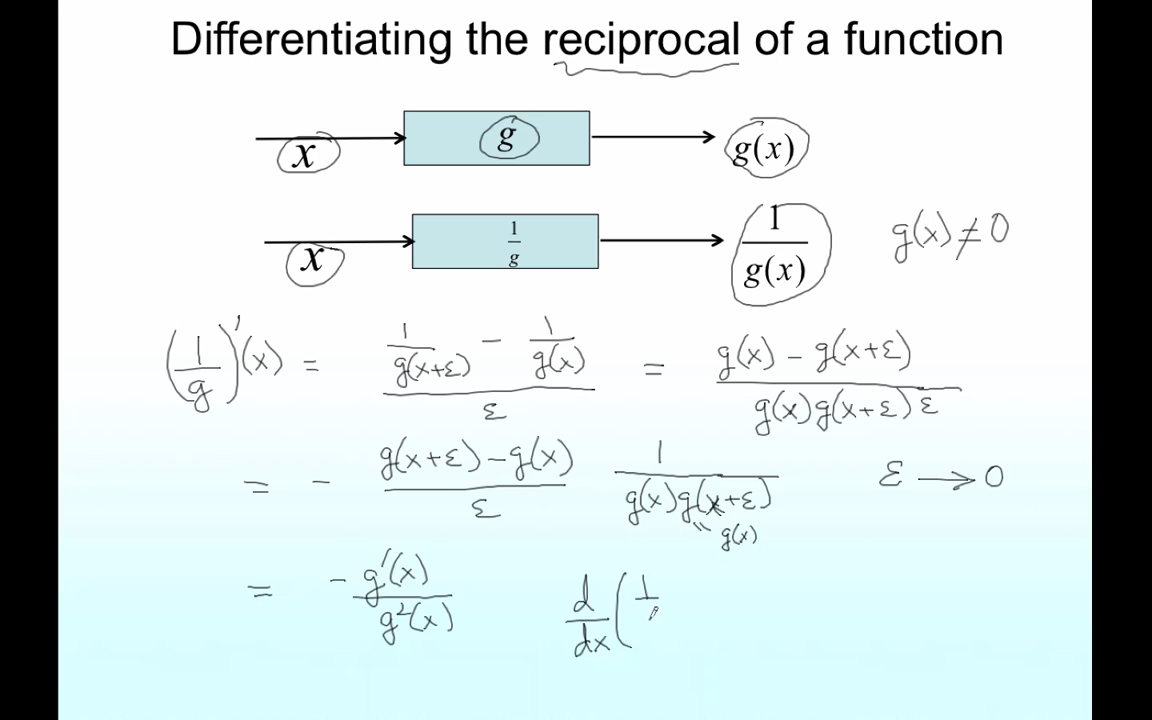 Differentiating the reciprocal of a function
x g g(x)
x 1/g 1/g(x) g(x) ≠ 0
(1/g)'(x) = (1/g(x+ε) - 1/g(x))/ε = (g(x) - g(x+ε))/(g(x)g(x+ε)ε)
= - (g(x+ε) - g(x))/ε 1/(g(x)g(x+ε)) ε → 0
" g(x)
= -g'(x)/g²(x) d/dx (1/